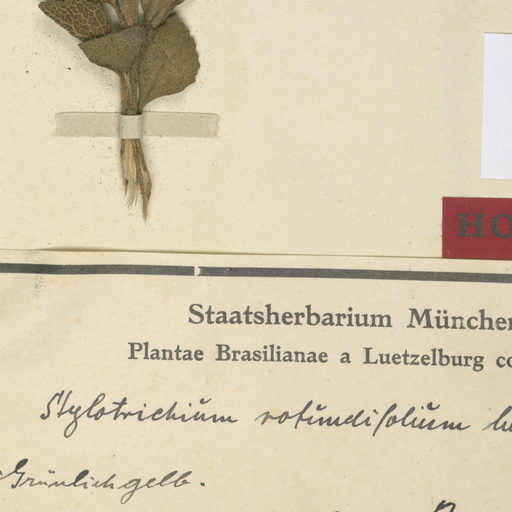 HO
Staatsherbarium München
Plantae Brasilianae a Luetzelburg co
Stylotrichium rotundifolium
Grünlichgelb.